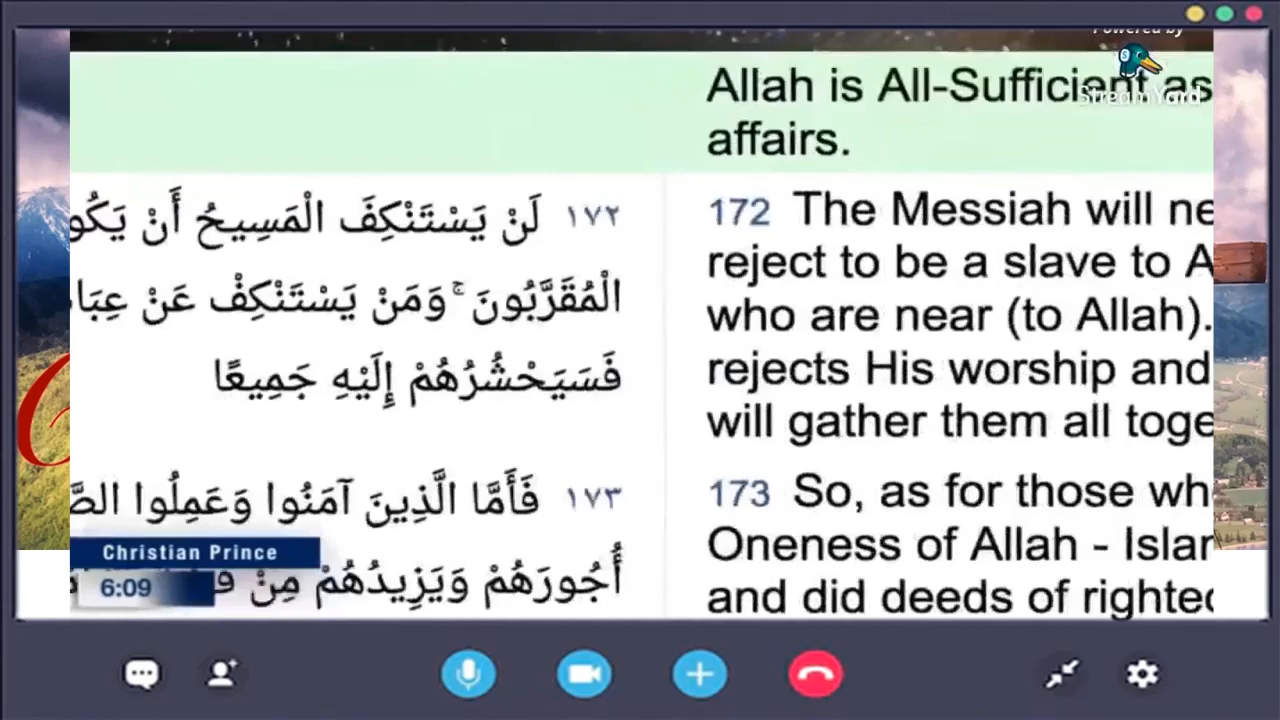 Powered by
StreamYard
Allah is All-Sufficient as
affairs.
١٧٢ لَنْ يَسْتَنْكِفَ الْمَسِيحُ أَنْ يَكُو
الْمُقَرَّبُونَ ۚ وَمَنْ يَسْتَنْكِفْ عَنْ عِبَا
فَسَيَحْشُرُهُمْ إِلَيْهِ جَمِيعًا
172 The Messiah will ne
reject to be a slave to A
who are near (to Allah).
rejects His worship and
will gather them all toge
١٧٣ فَأَمَّا الَّذِينَ آمَنُوا وَعَمِلُوا الصَّ
أُجُورَهُمْ وَيَزِيدُهُمْ مِنْ
173 So, as for those wh
Oneness of Allah - Islar
and did deeds of righte
Christian Prince
6:09